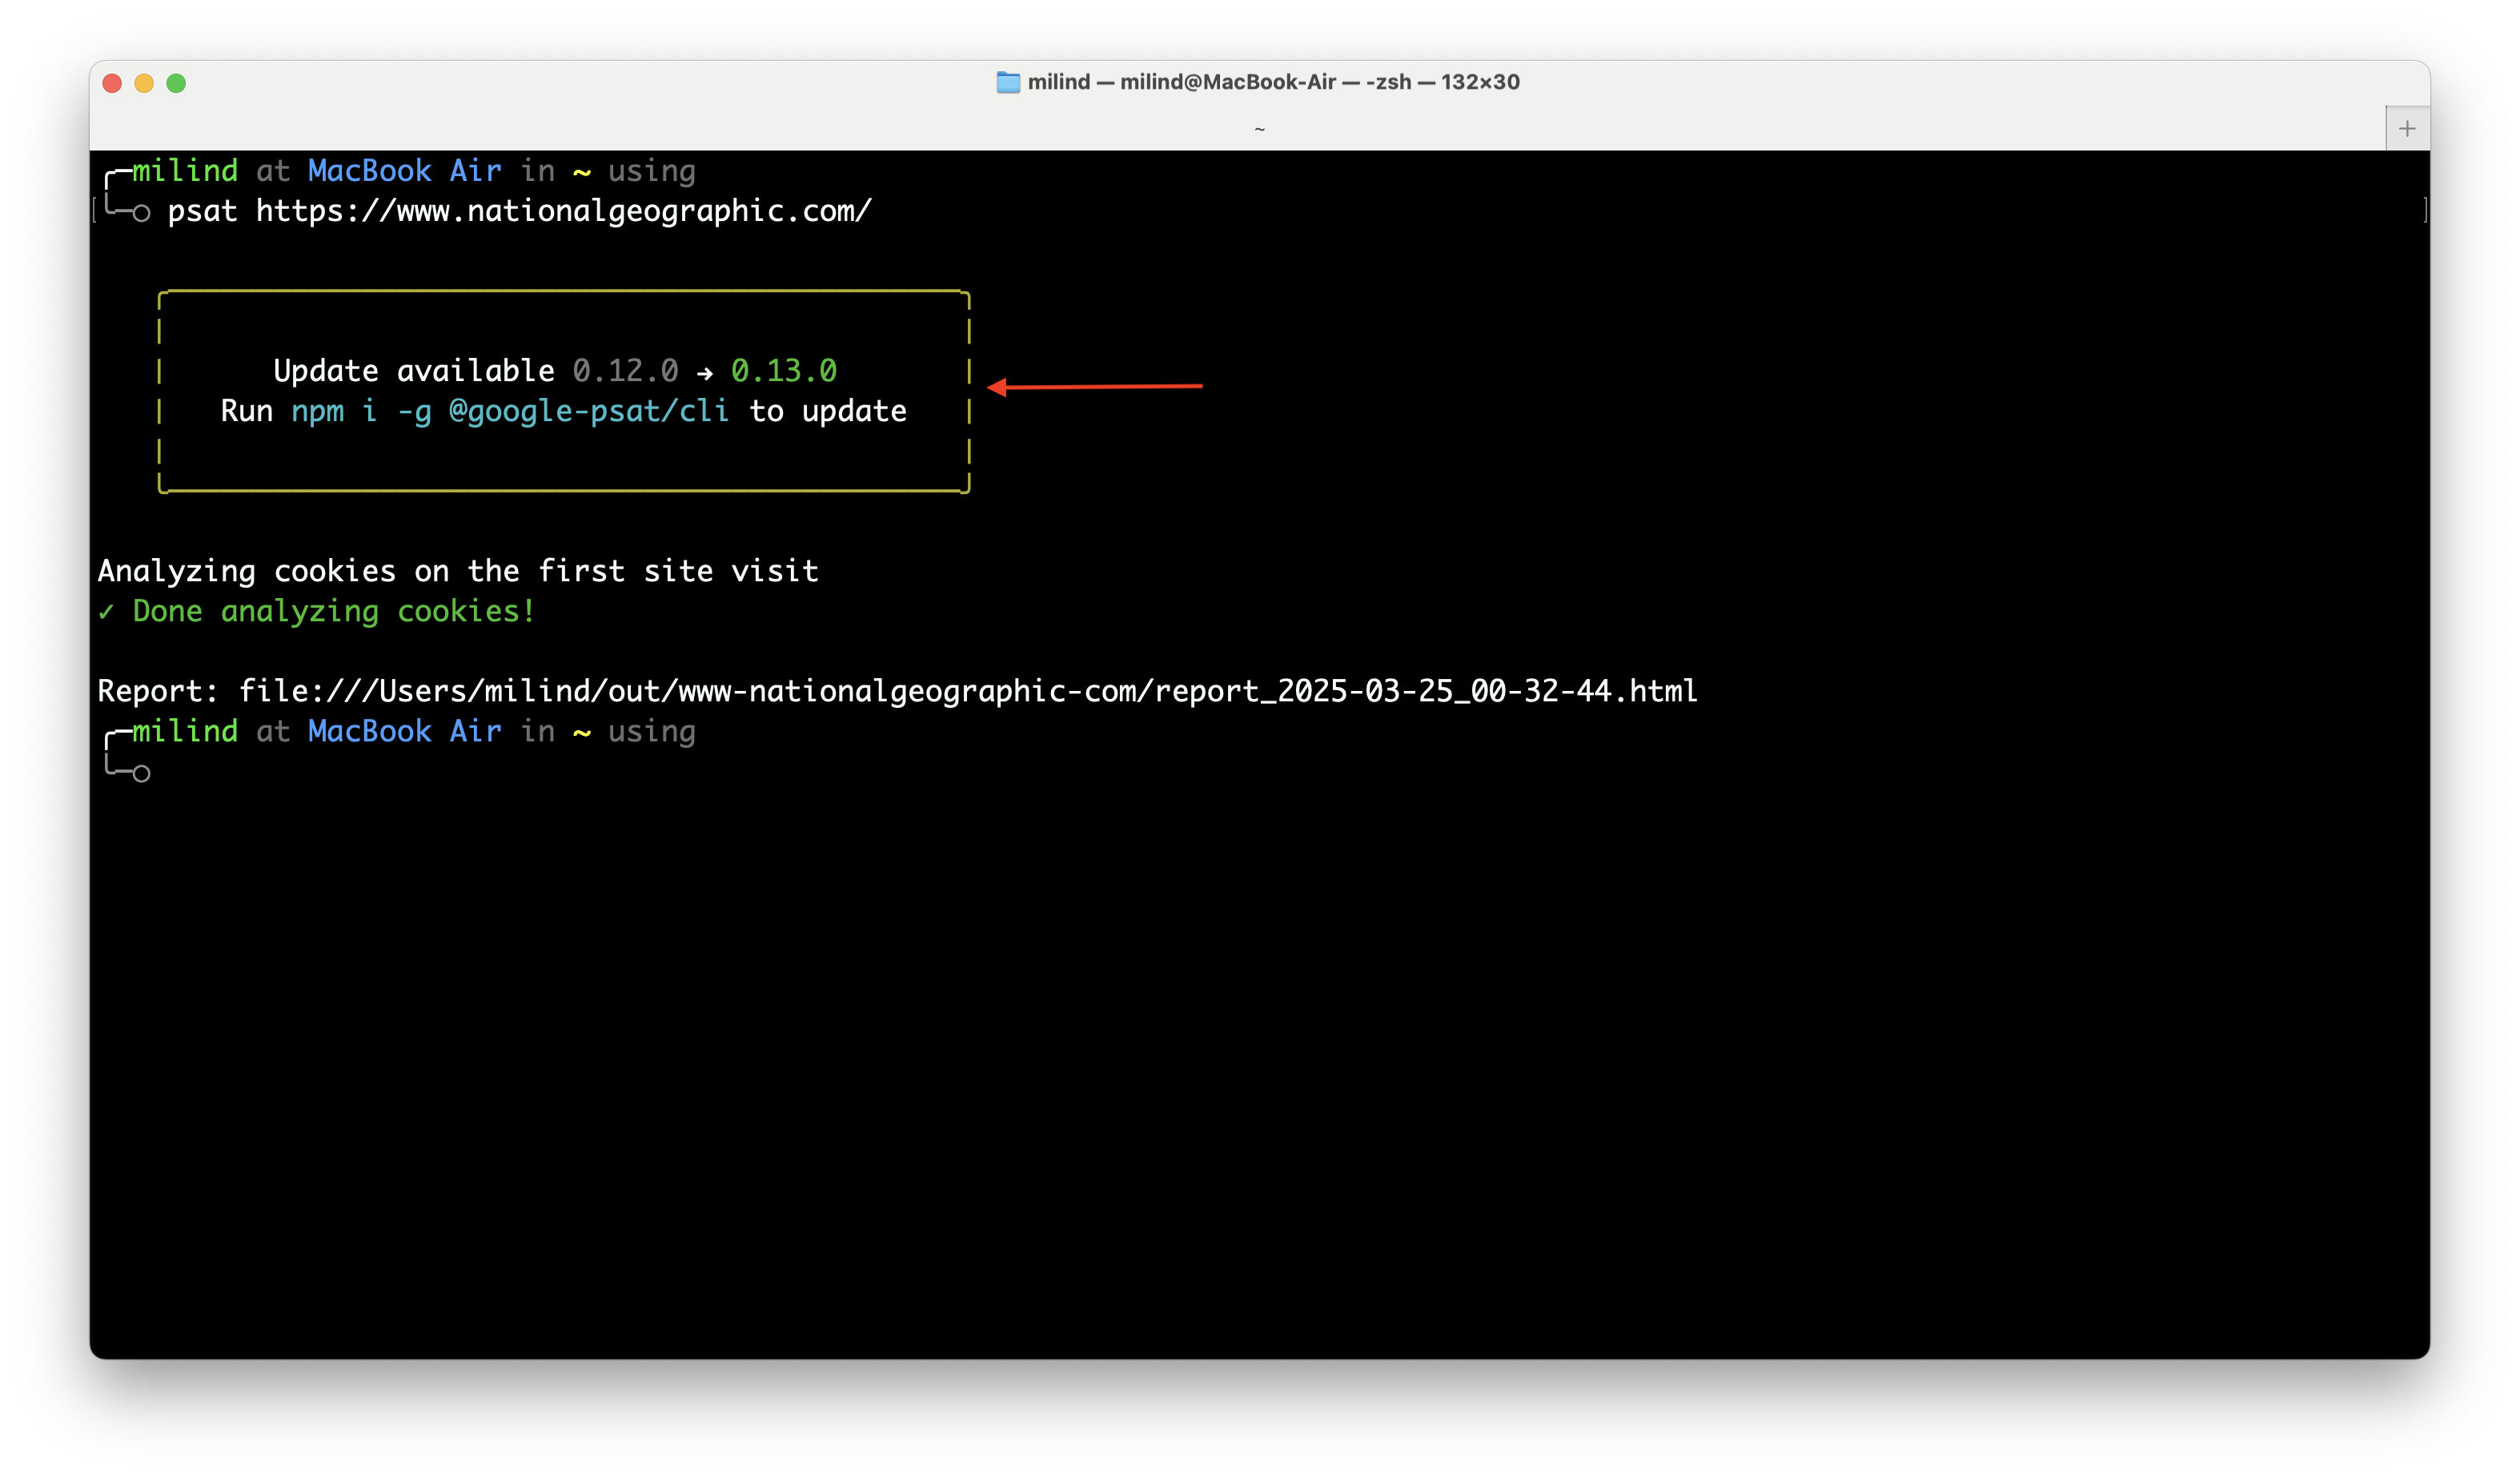 milind — milind@MacBook-Air — -zsh — 132×30
~
milind at MacBook Air in ~ using
psat https://www.nationalgeographic.com/
Update available 0.12.0 → 0.13.0
Run npm i -g @google-psat/cli to update
Analyzing cookies on the first site visit
✓ Done analyzing cookies!
Report: file:///Users/milind/out/www-nationalgeographic-com/report_2025-03-25_00-32-44.html
milind at MacBook Air in ~ using